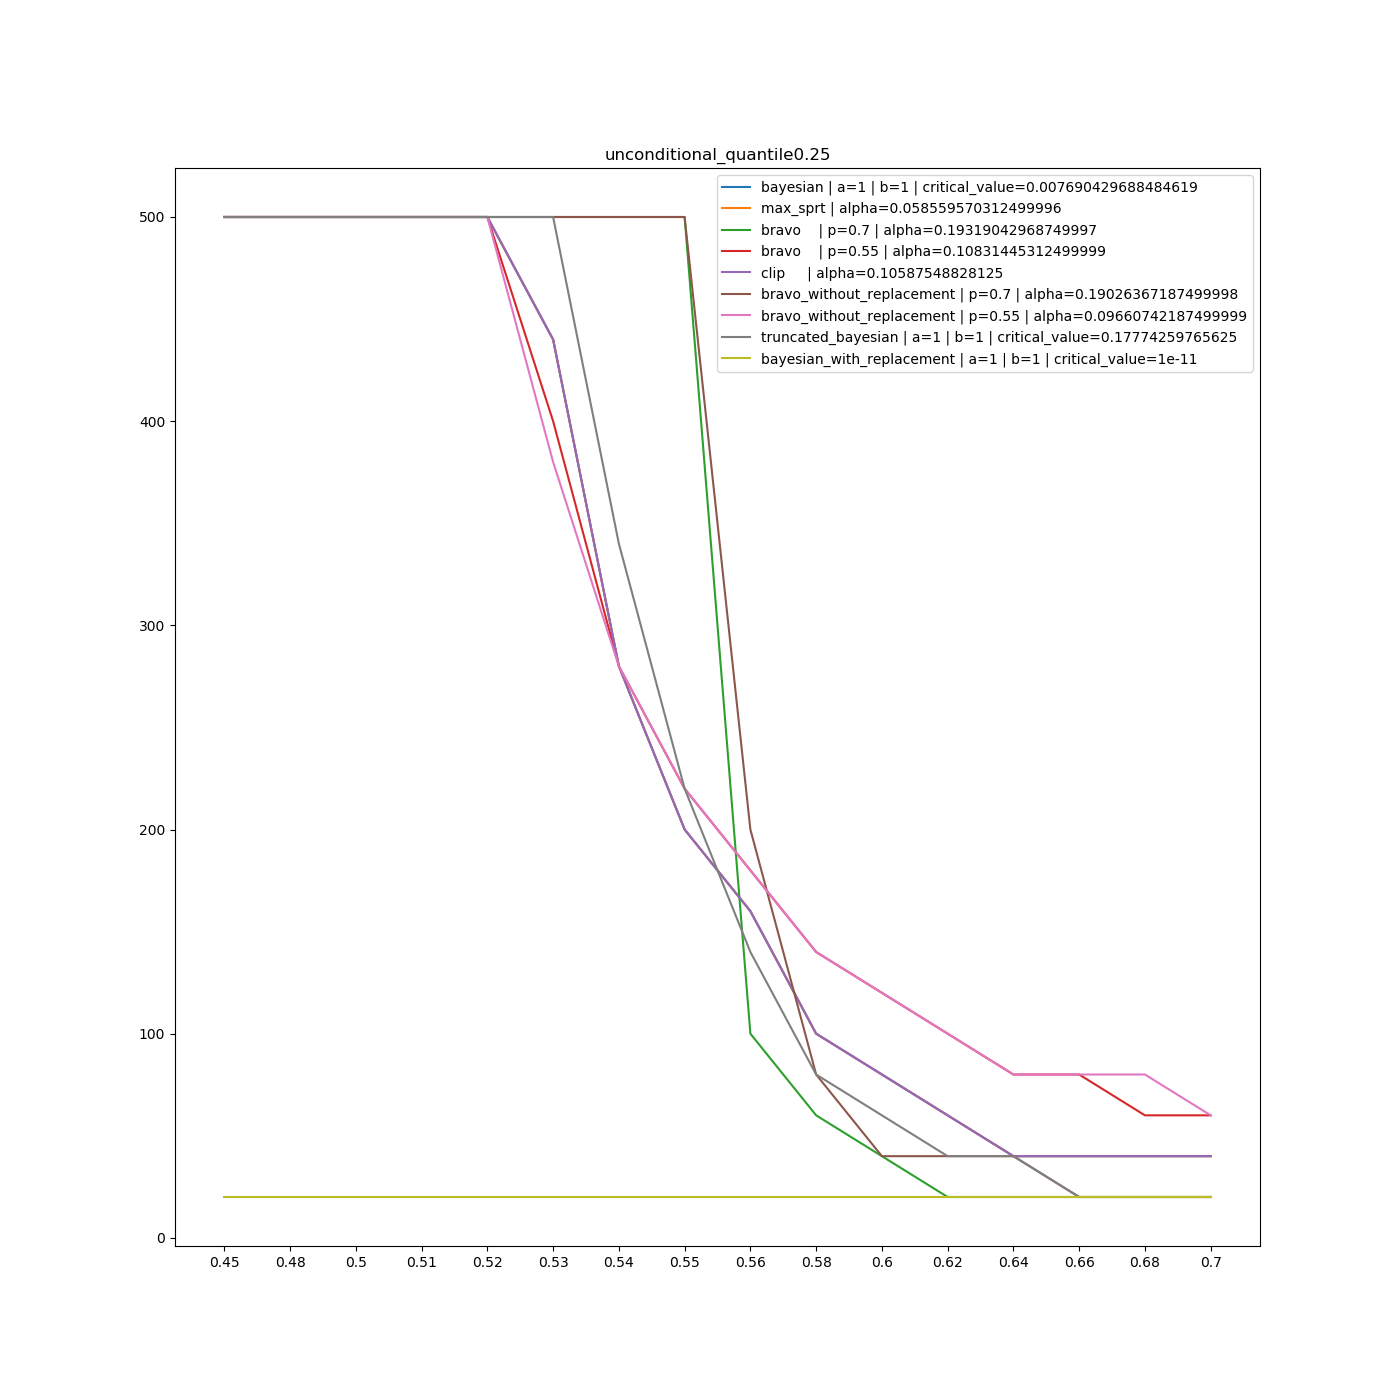 unconditional_quantile0.25
bayesian | a=1 | b=1 | critical_value=0.007690429688484619
max_sprt | alpha=0.058559570312499996
bravo    | p=0.7 | alpha=0.19319042968749997
bravo    | p=0.55 | alpha=0.10831445312499999
clip     | alpha=0.10587548828125
bravo_without_replacement | p=0.7 | alpha=0.19026367187499998
bravo_without_replacement | p=0.55 | alpha=0.09660742187499999
truncated_bayesian | a=1 | b=1 | critical_value=0.17774259765625
bayesian_with_replacement | a=1 | b=1 | critical_value=1e-11
500
400
300
200
100
0
0.45 0.48 0.5 0.51 0.52 0.53 0.54 0.55 0.56 0.58 0.6 0.62 0.64 0.66 0.68 0.7